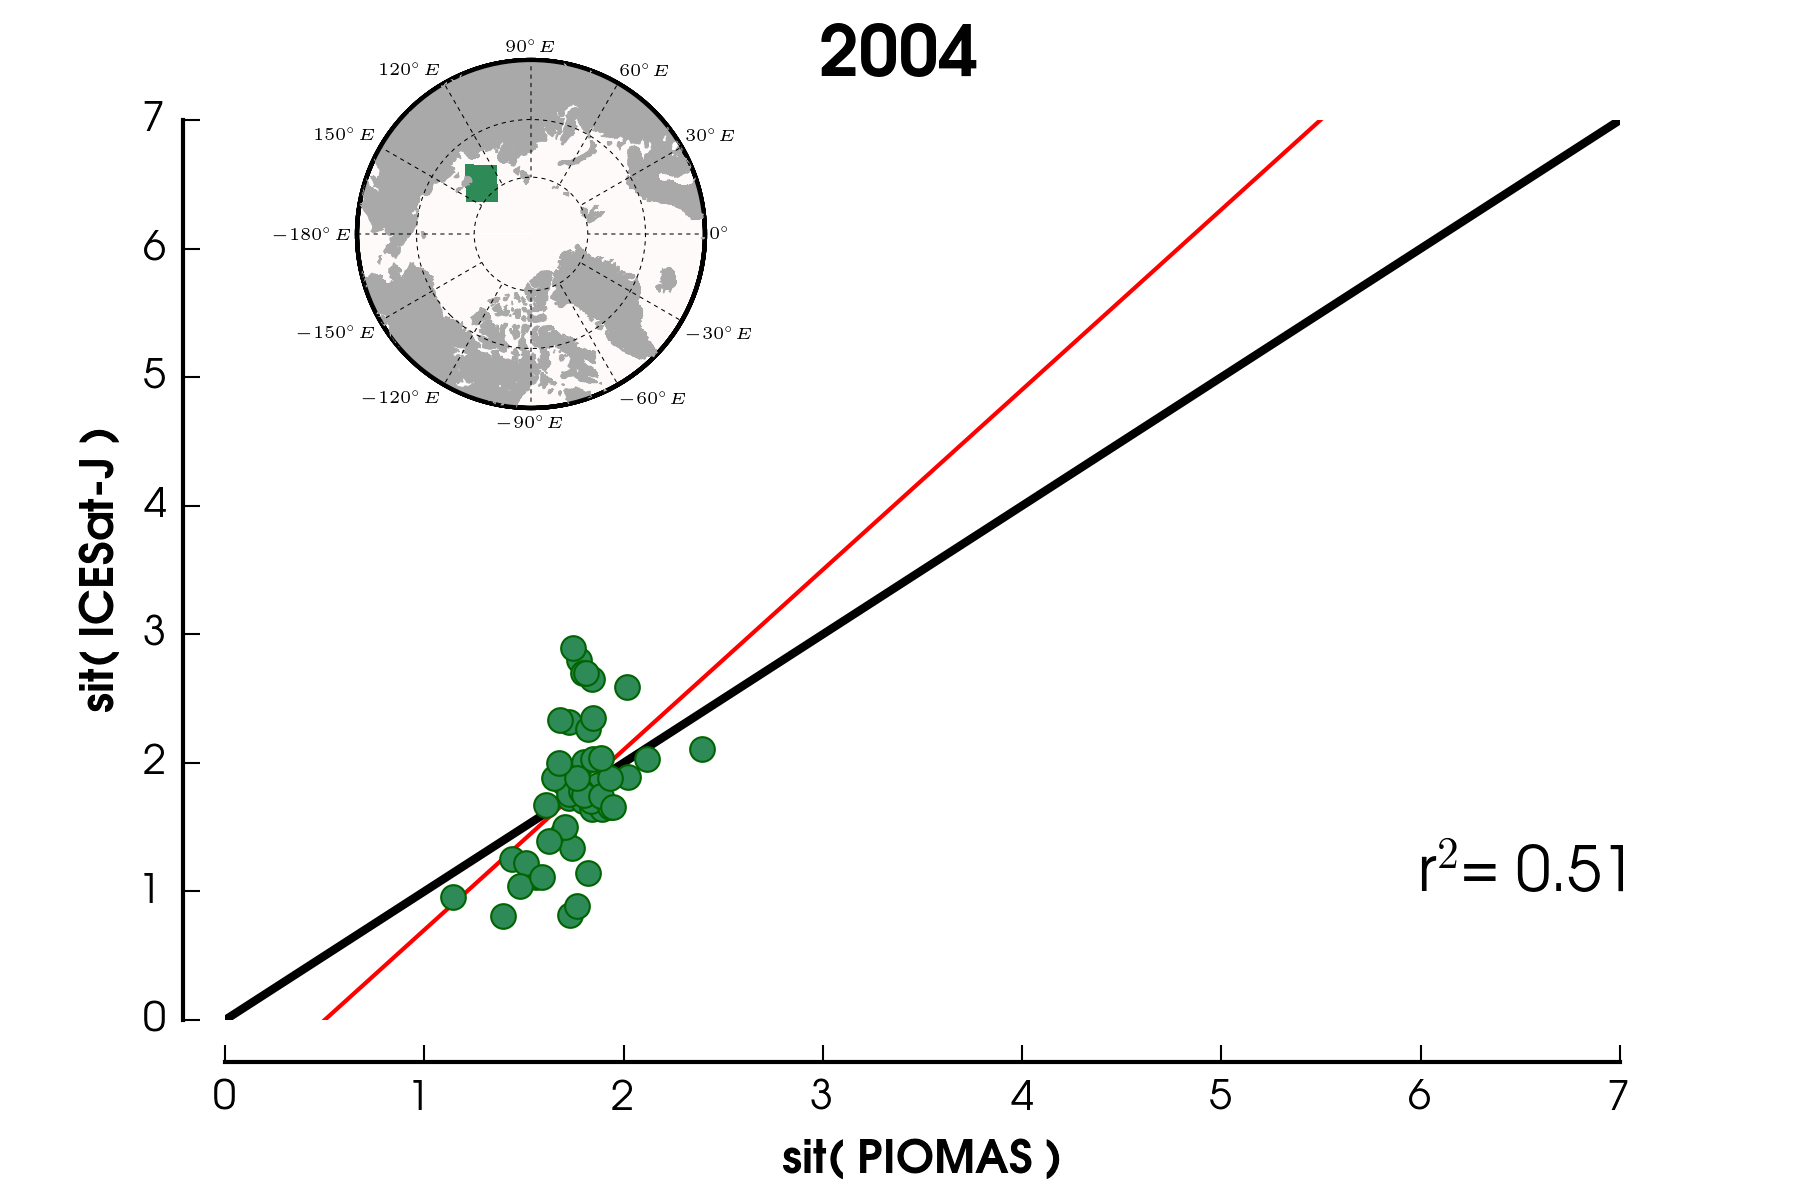 2004
90° E
120° E
60° E
150° E
30° E
−180° E
0°
−150° E
−30° E
−120° E
−60° E
−90° E
7
6
5
4
3
2
1
0
sit( ICESat-J )
r²= 0.51
0 1 2 3 4 5 6 7
sit( PIOMAS )